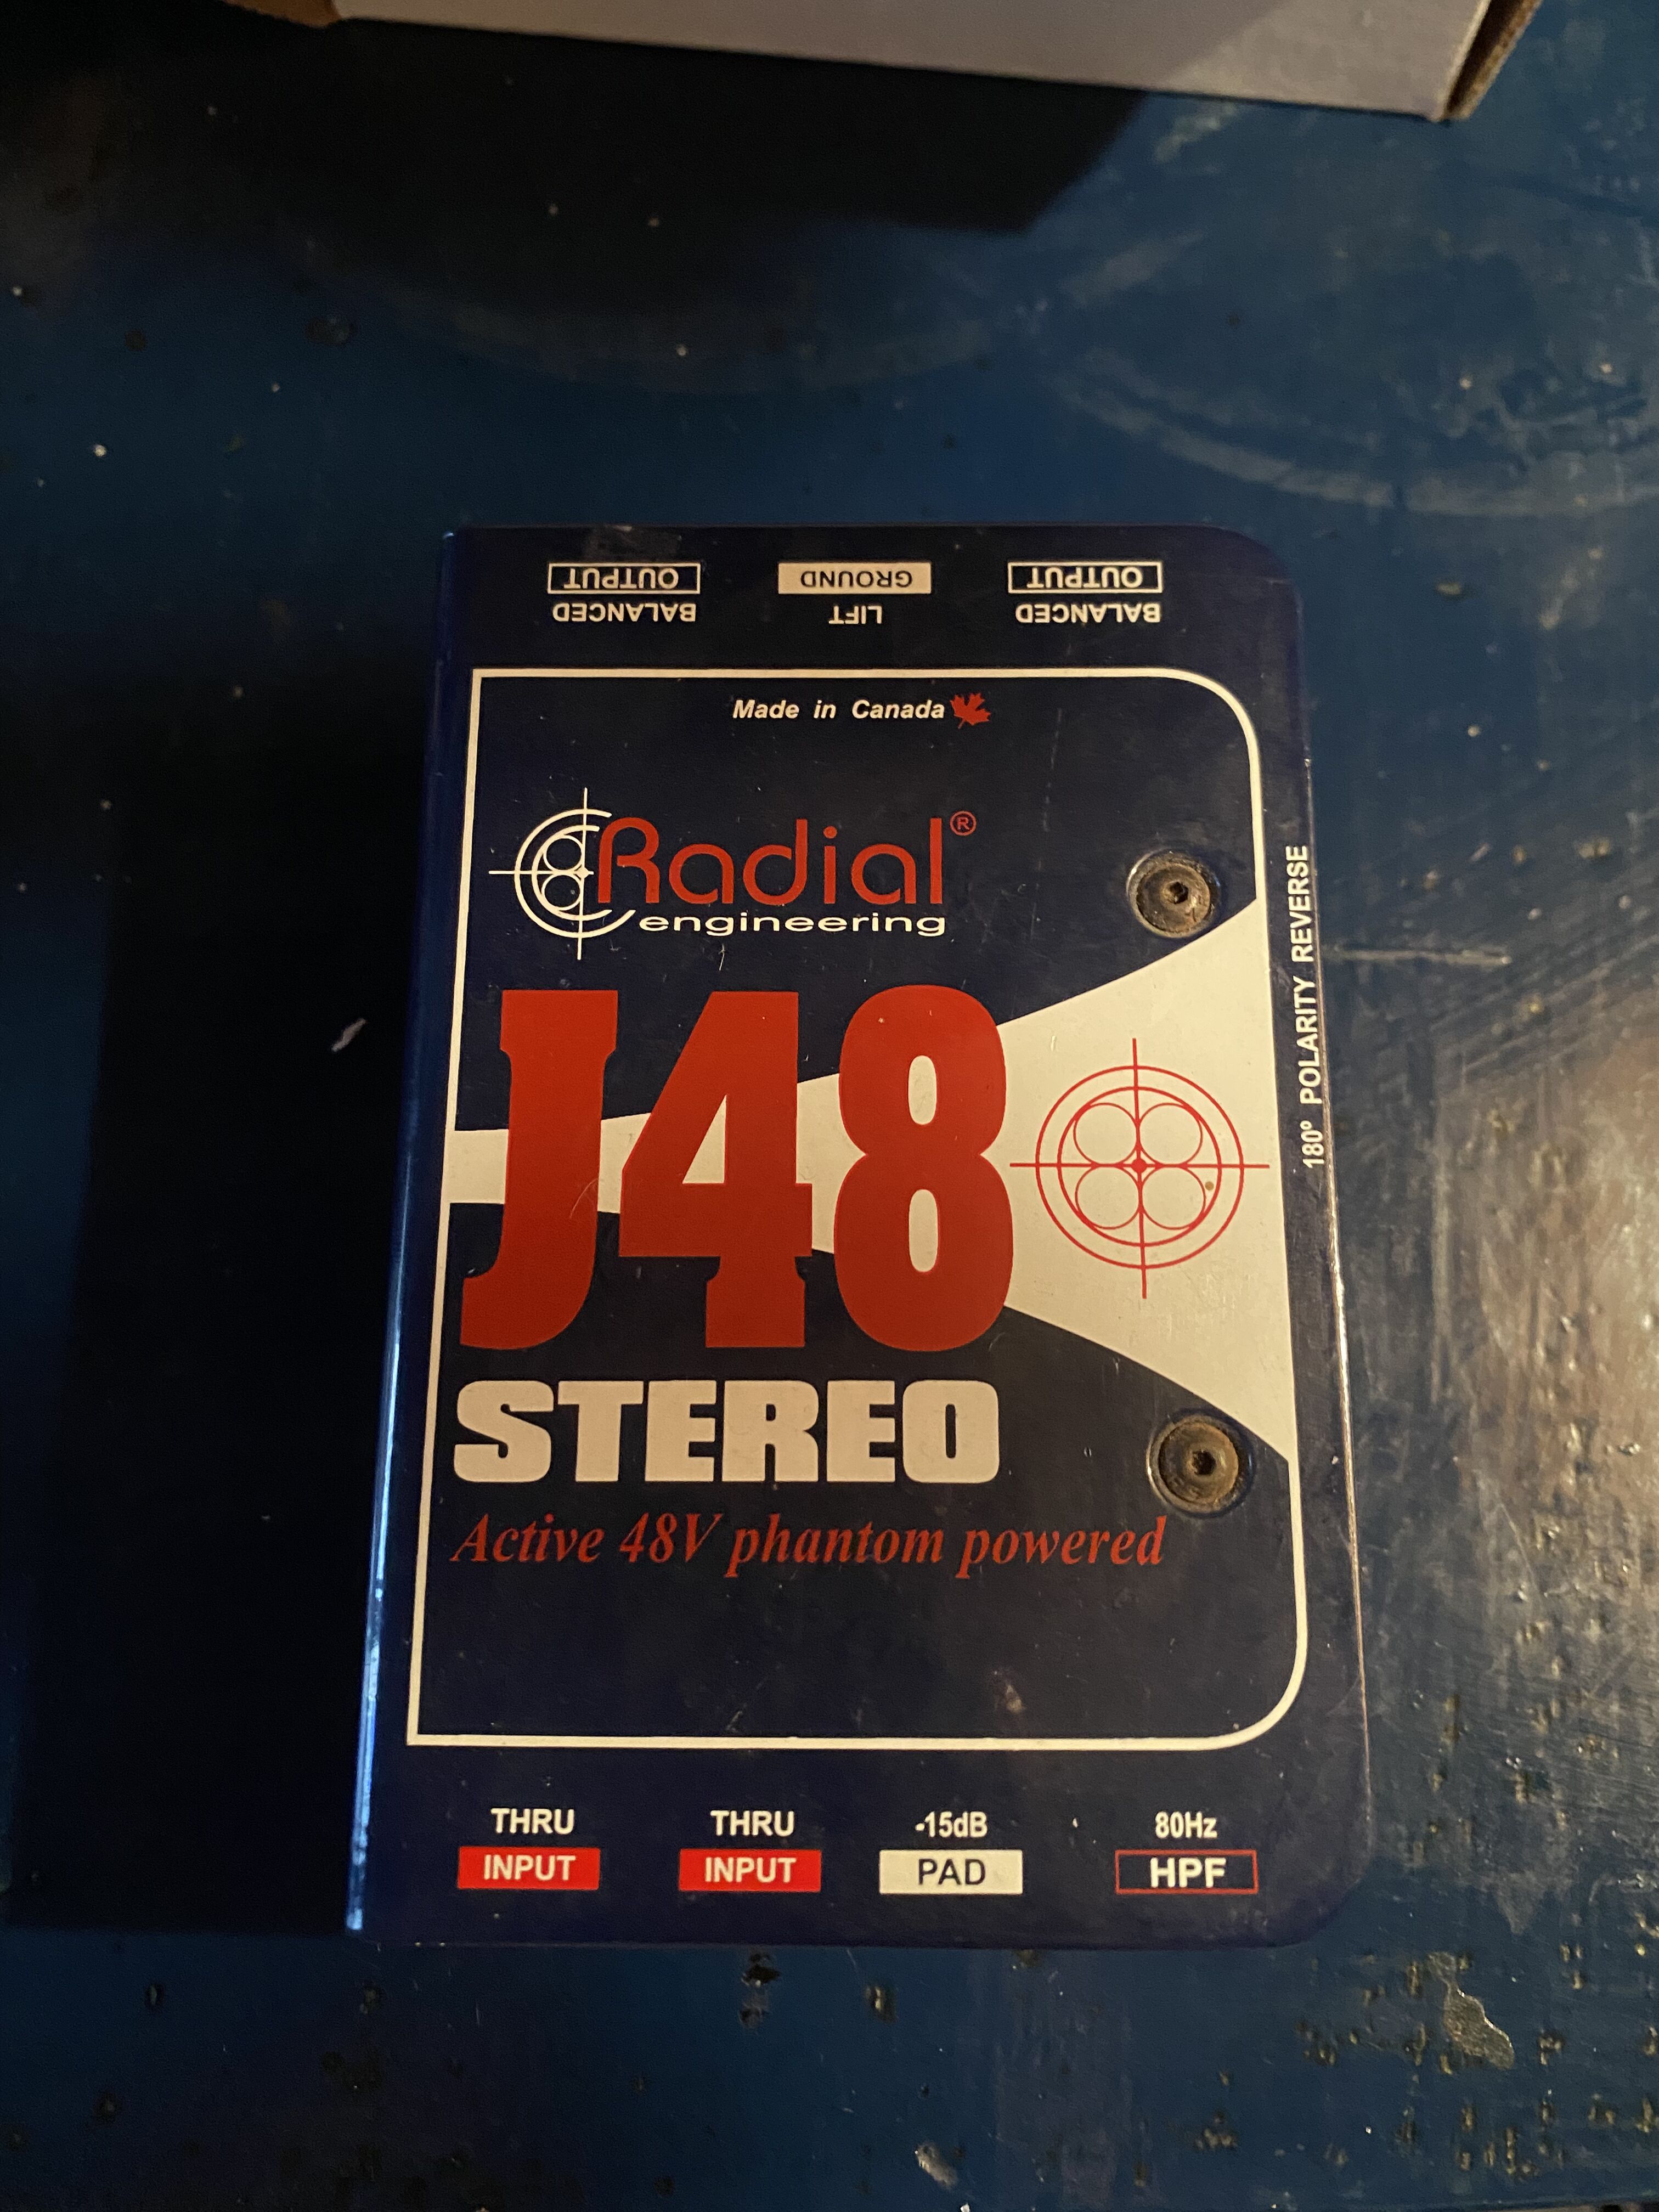 BALANCED OUTPUT
LIFT GROUND
BALANCED OUTPUT
Made in Canada
Radial®
engineering
J48
STEREO
Active 48V phantom powered
180º POLARITY REVERSE
THRU THRU -15dB 80Hz
INPUT INPUT PAD HPF